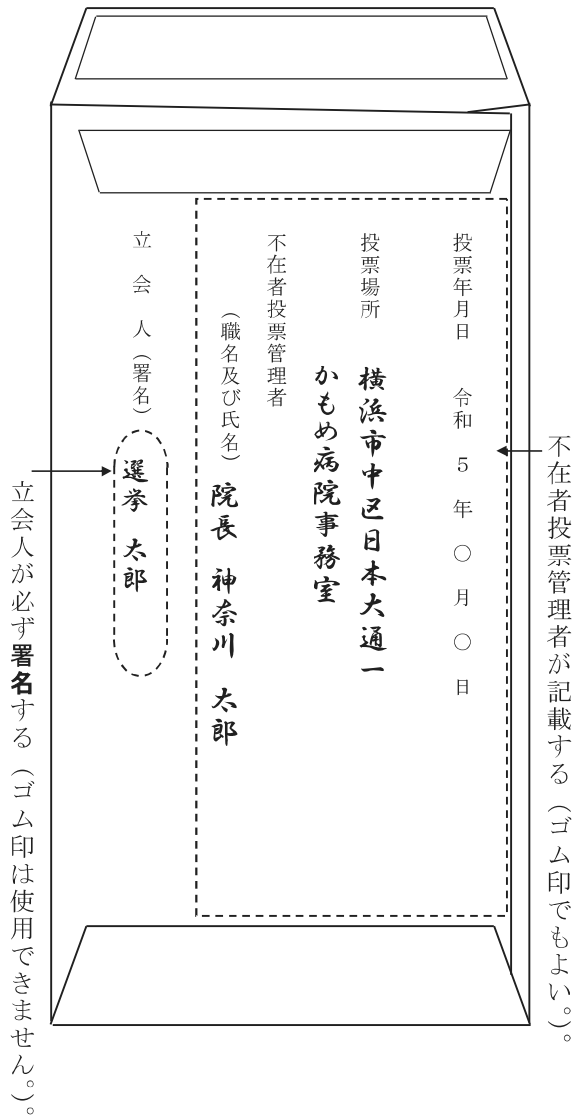 不在者投票管理者が記載する（ゴム印でもよい。）。
投票年月日　令和　５　年　〇　月　〇　日
投票場所　横浜市中区日本大通一
かもめ病院事務室
不在者投票管理者
（職名及び氏名）院長　神奈川　太郎
立　会　人（署名）選挙　太郎
立会人が必ず署名する（ゴム印は使用できません。）。